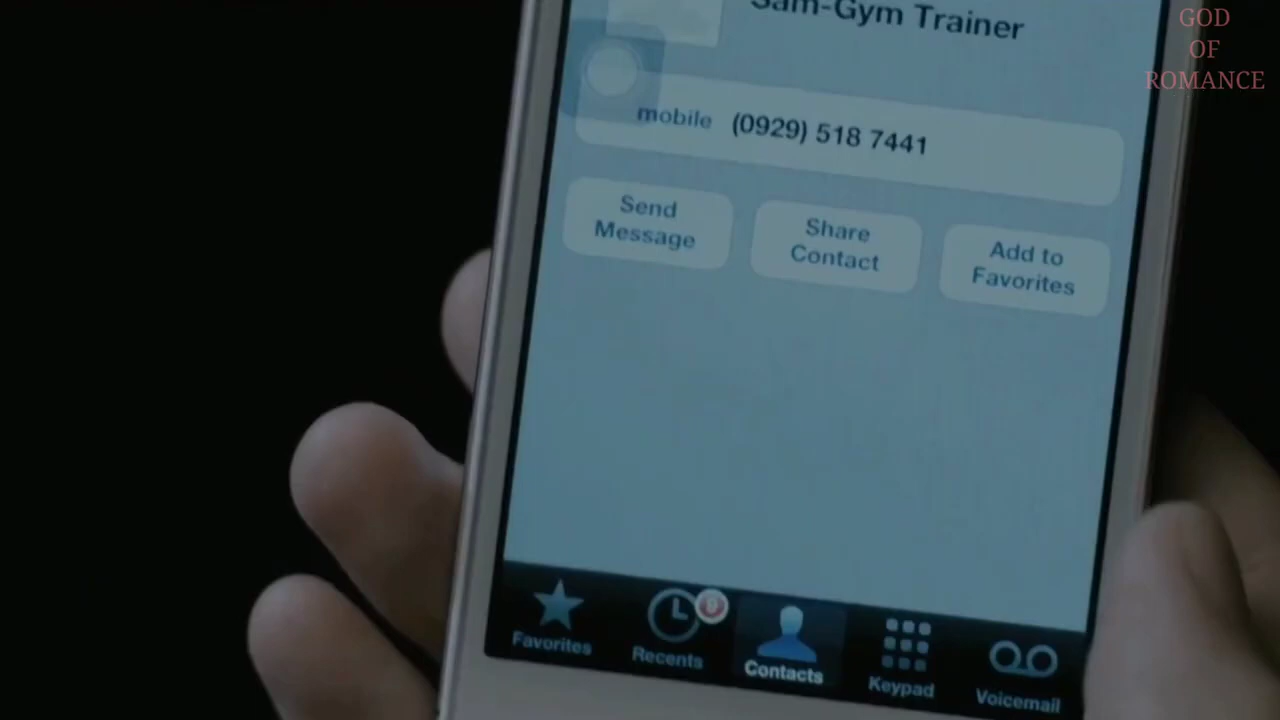 GOD
OF
ROMANCE
Sam-Gym Trainer
mobile (0929) 518 7441
Send
Message
Share
Contact
Add to
Favorites
Favorites
Recents
Contacts
Keypad
Voicemail